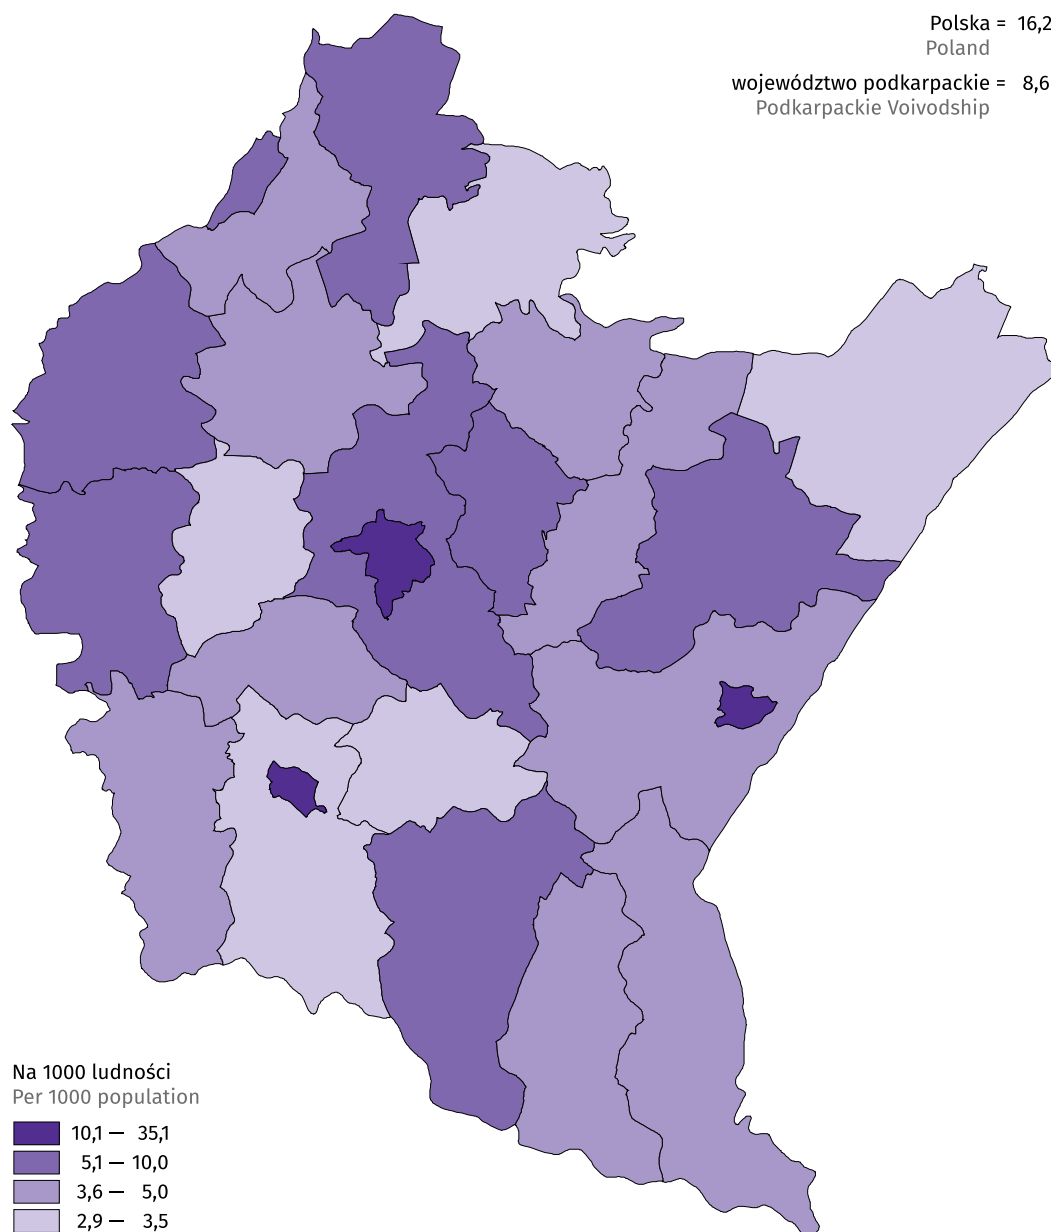 Polska = 16,2
Poland
województwo podkarpackie = 8,6
Podkarpackie Voivodship
Na 1000 ludności
Per 1000 population
10,1 — 35,1
5,1 — 10,0
3,6 — 5,0
2,9 — 3,5